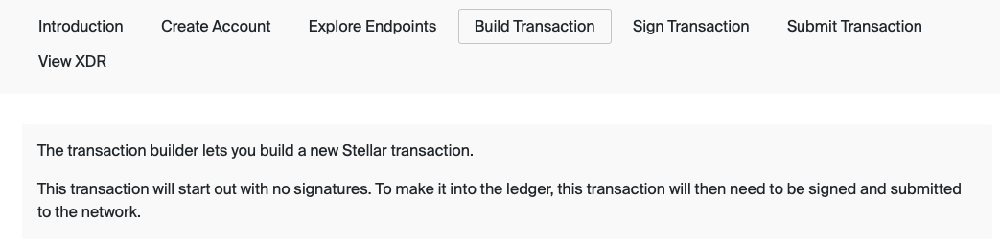 Introduction Create Account Explore Endpoints Build Transaction Sign Transaction Submit Transaction
View XDR
The transaction builder lets you build a new Stellar transaction.
This transaction will start out with no signatures. To make it into the ledger, this transaction will then need to be signed and submitted
to the network.